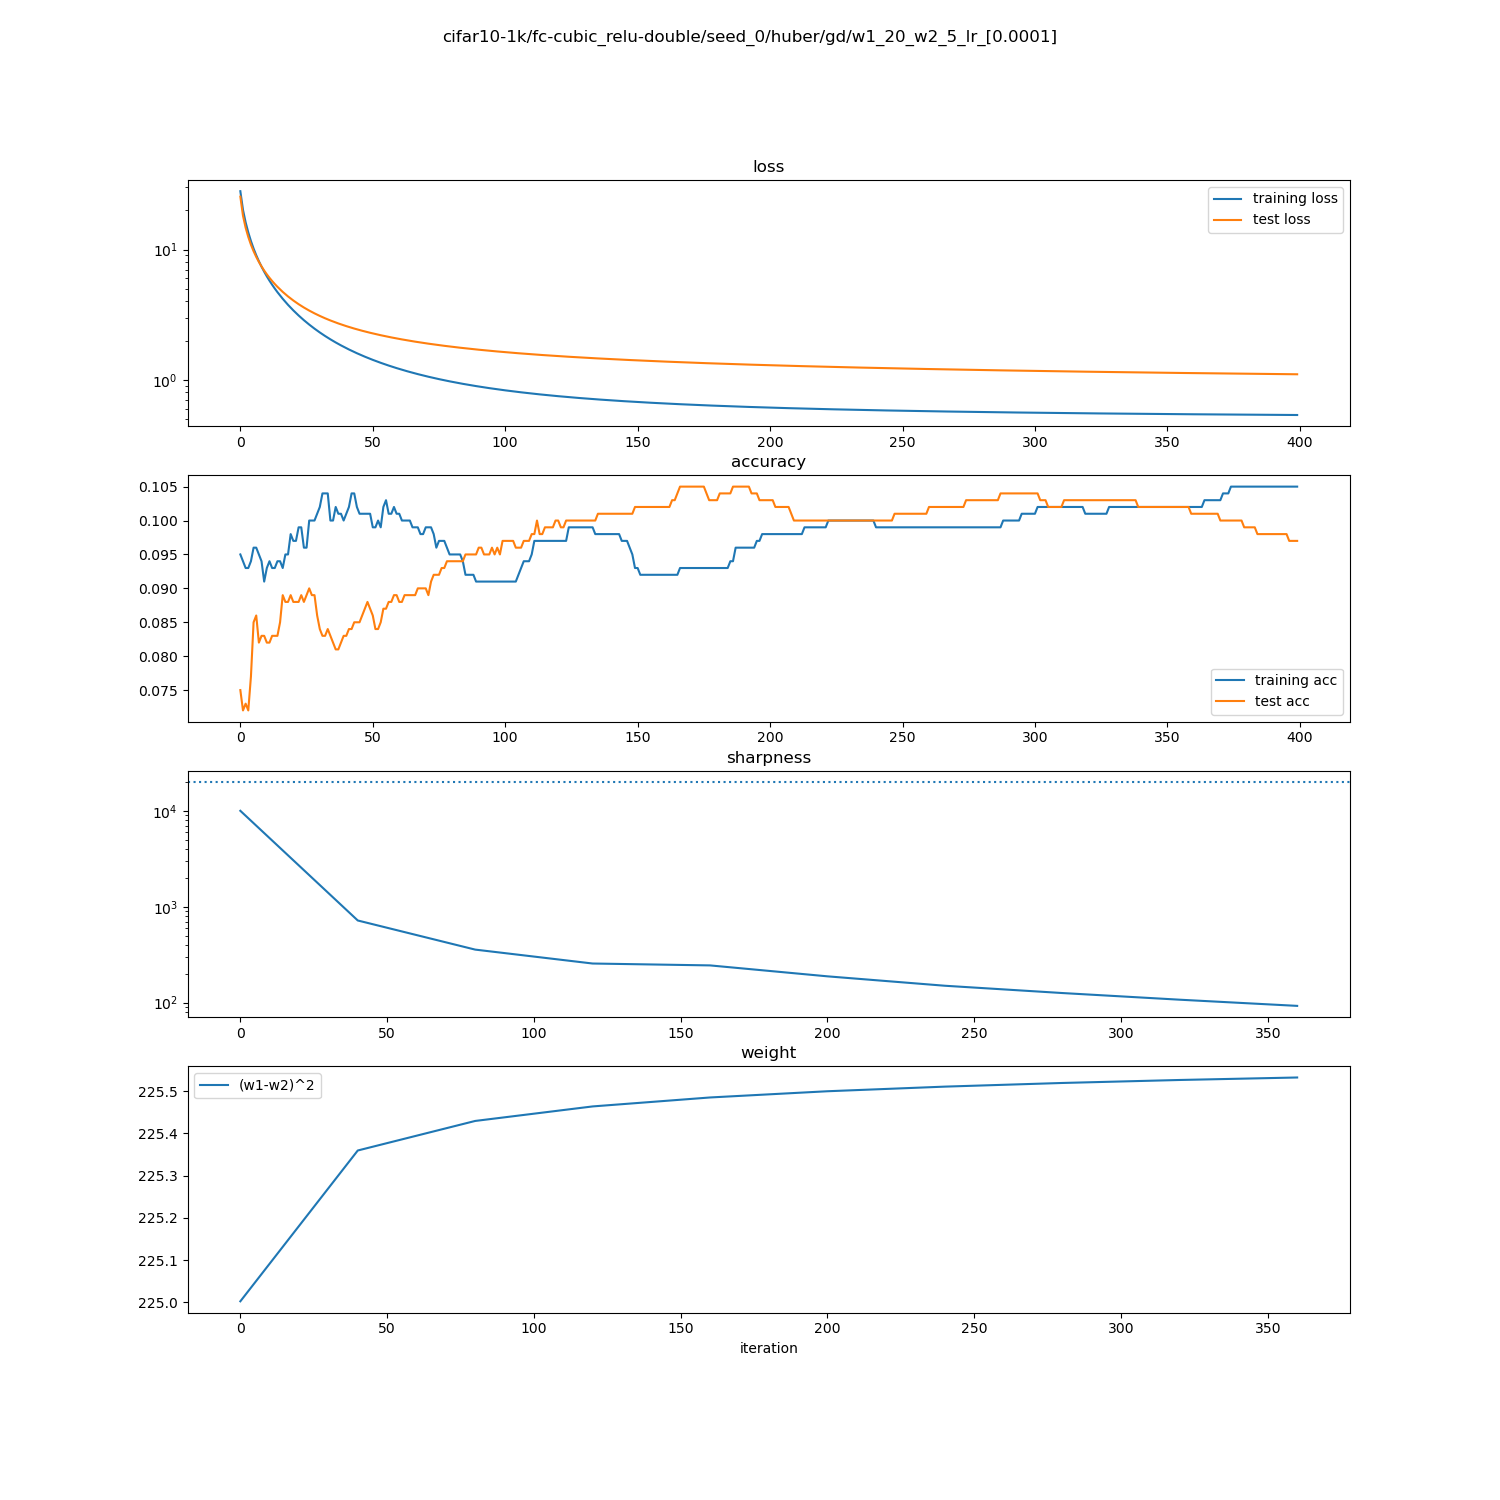 cifar10-1k/fc-cubic_relu-double/seed_0/huber/gd/w1_20_w2_5_lr_[0.0001]
loss
training loss
test loss
10^1
10^0
0 50 100 150 200 250 300 350 400
accuracy
0.105
0.100
0.095
0.090
0.085
0.080
0.075
training acc
test acc
0 50 100 150 200 250 300 350 400
sharpness
10^4
10^3
10^2
0 50 100 150 200 250 300 350
weight
(w1-w2)^2
225.5
225.4
225.3
225.2
225.1
225.0
0 50 100 150 200 250 300 350
iteration